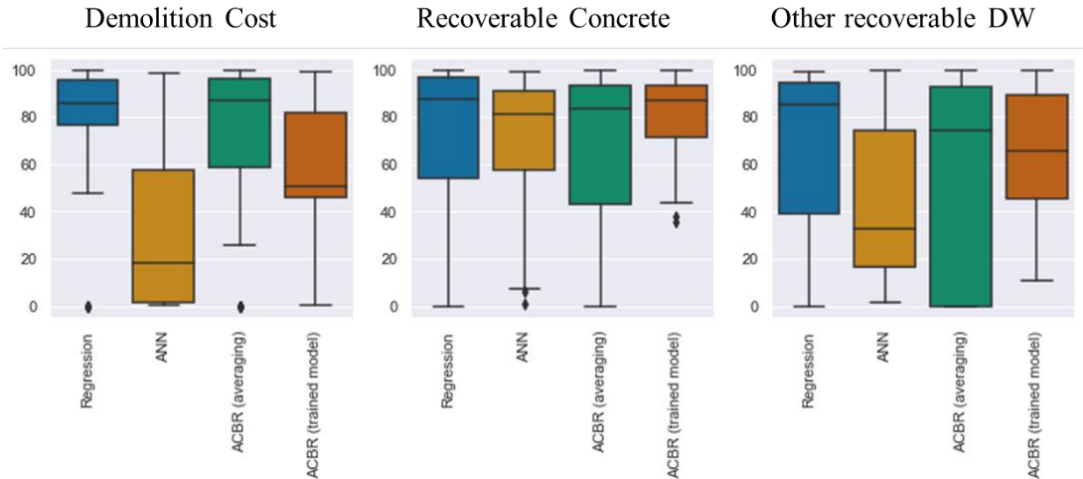 Demolition Cost
Recoverable Concrete
Other recoverable DW
100
80
60
40
20
0
Regression
ANN
ACBR (averaging)
ACBR (trained model)
100
80
60
40
20
0
Regression
ANN
ACBR (averaging)
ACBR (trained model)
100
80
60
40
20
0
Regression
ANN
ACBR (averaging)
ACBR (trained model)